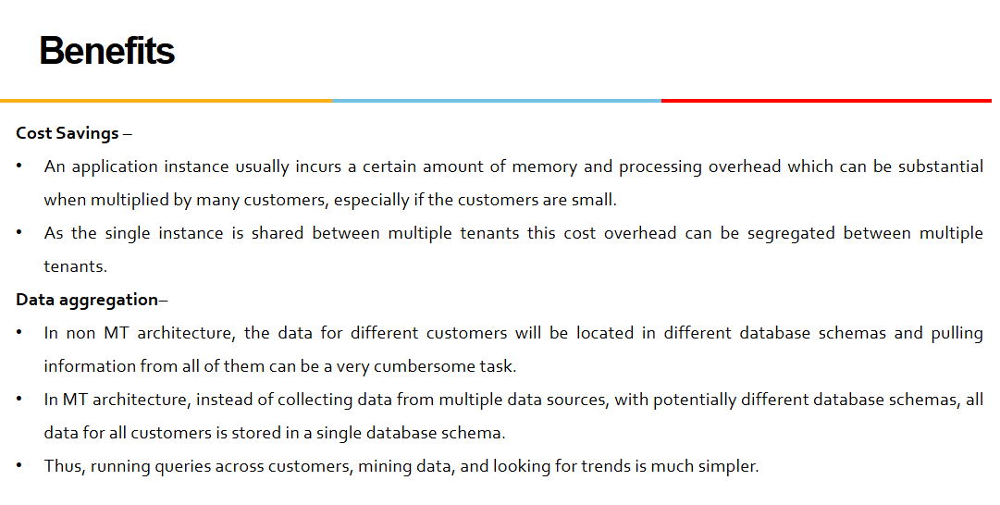 Benefits
Cost Savings –
• An application instance usually incurs a certain amount of memory and processing overhead which can be substantial
when multiplied by many customers, especially if the customers are small.
• As the single instance is shared between multiple tenants this cost overhead can be segregated between multiple
tenants.
Data aggregation–
• In non MT architecture, the data for different customers will be located in different database schemas and pulling
information from all of them can be a very cumbersome task.
• In MT architecture, instead of collecting data from multiple data sources, with potentially different database schemas, all
data for all customers is stored in a single database schema.
• Thus, running queries across customers, mining data, and looking for trends is much simpler.